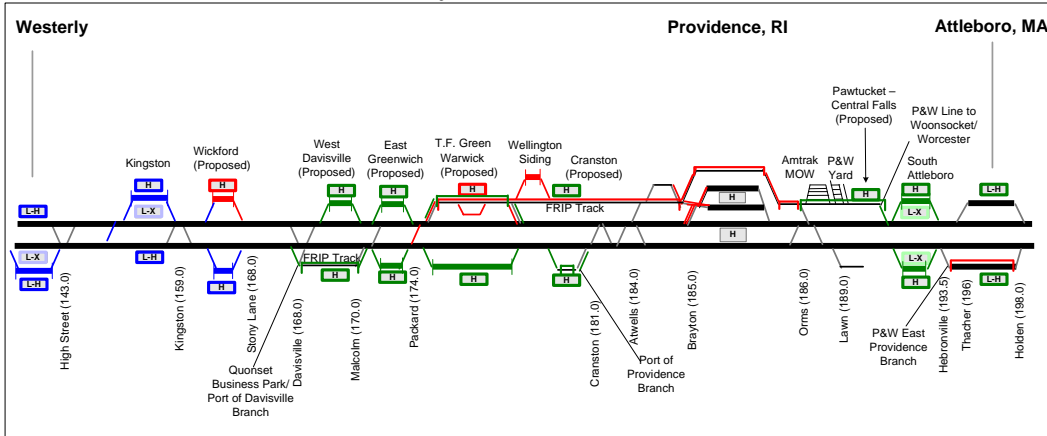 Westerly
Providence, RI
Attleboro, MA
Pawtucket –
Central Falls
(Proposed)
P&W Line to
Woonsocket/
Worcester
Kingston
Wickford
(Proposed)
West
Davisville
(Proposed)
East
Greenwich
(Proposed)
T.F. Green
Warwick
(Proposed)
Wellington
Siding
Cranston
(Proposed)
Amtrak
MOW
P&W
Yard
South
Attleboro
H
H
H
H
H
H
H
H
L-H
L-H
L-X
H
L-X
FRIP Track
H
L-X
L-H
L-H
H
FRIP Track
H
H
H
H
L-X
H
L-H
High Street (143.0)
Kingston (159.0)
Stony Lane (168.0)
Davisville (168.0)
Malcolm (170.0)
Packard (174.0)
Cranston (181.0)
Atwells (184.0)
Brayton (185.0)
Orms (186.0)
Lawn (189.0)
Hebronville (193.5)
Thacher (196)
Holden (198.0)
Quonset
Business Park/
Port of Davisville
Branch
Port of
Providence
Branch
P&W East
Providence
Branch